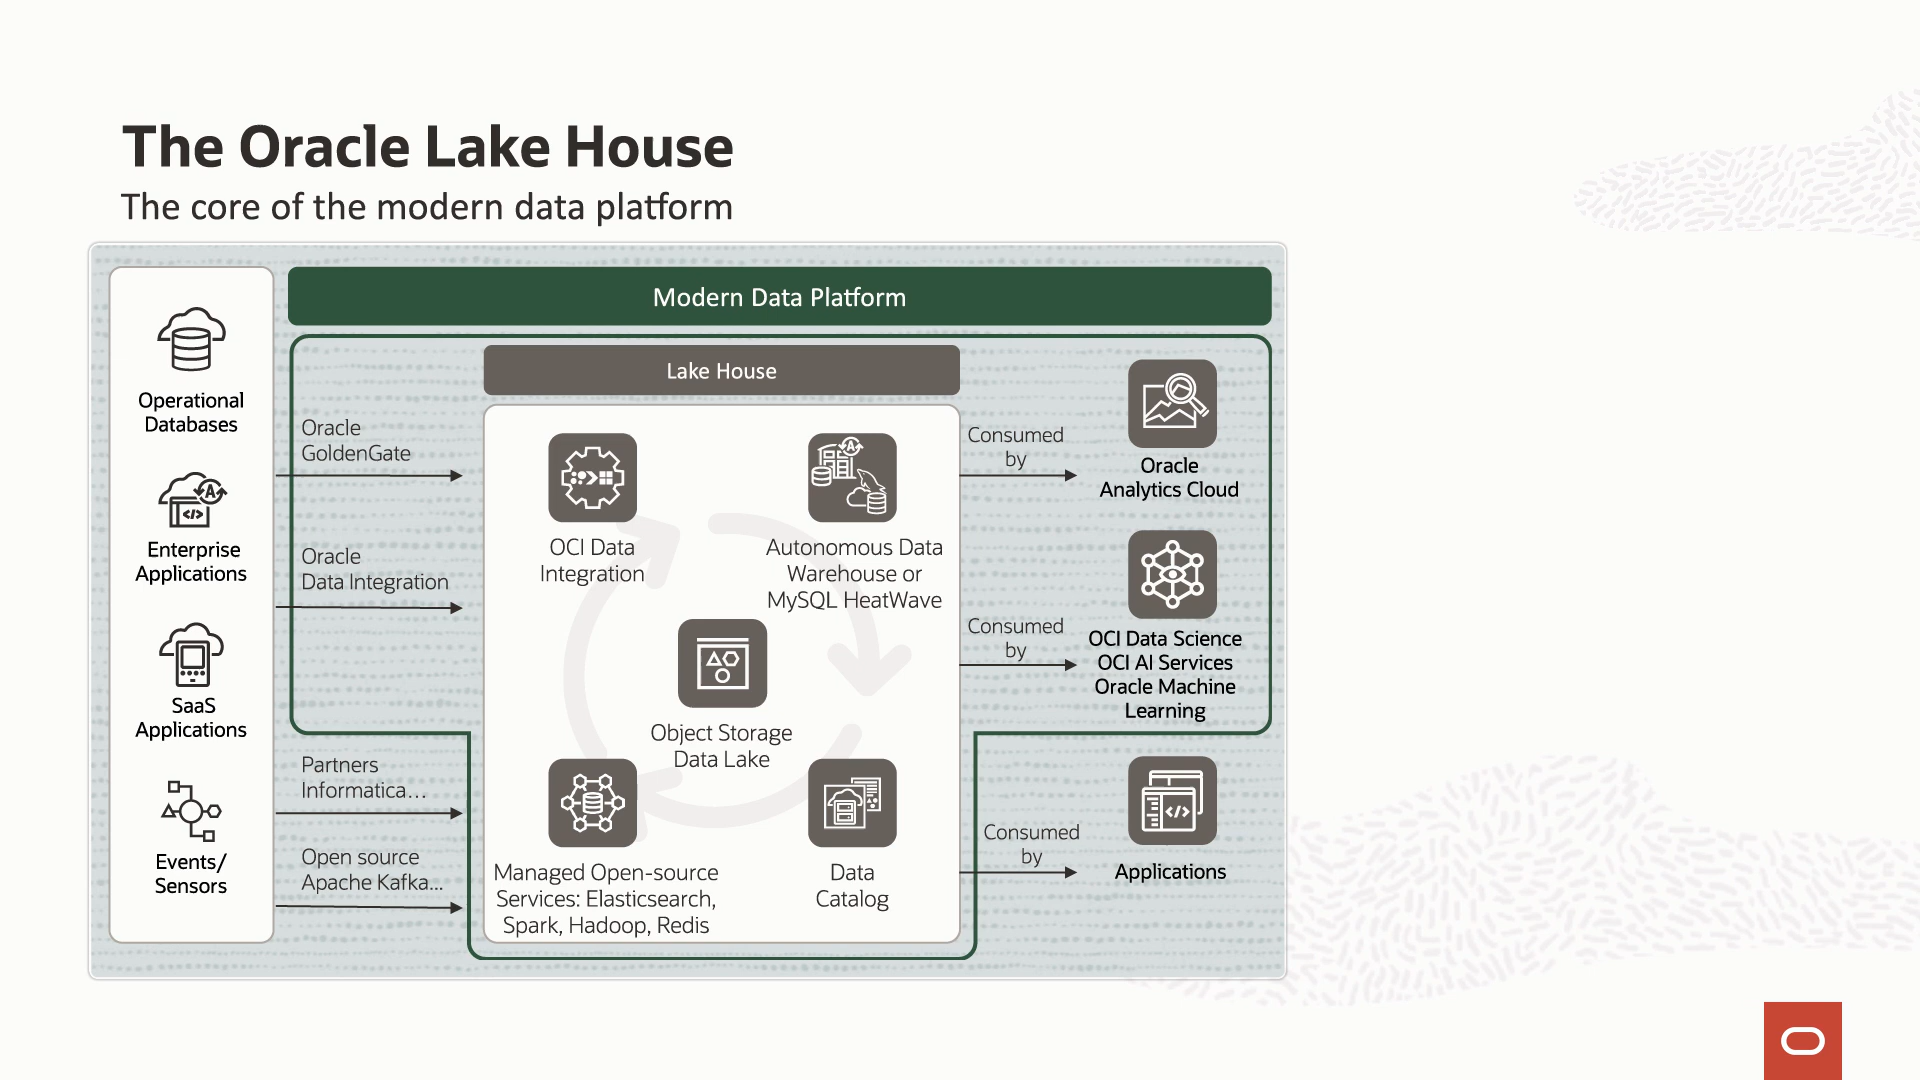 The Oracle Lake House
The core of the modern data platform
Modern Data Platform
Operational
Databases
Enterprise
Applications
SaaS
Applications
Events/
Sensors
Oracle
GoldenGate
Oracle
Data Integration
Partners
Informatica...
Open source
Apache Kafka...
Lake House
OCI Data
Integration
Autonomous Data
Warehouse or
MySQL HeatWave
Object Storage
Data Lake
Managed Open-source
Services: Elasticsearch,
Spark, Hadoop, Redis
Data
Catalog
Consumed
by
Oracle
Analytics Cloud
Consumed
by
OCI Data Science
OCI AI Services
Oracle Machine
Learning
Consumed
by
Applications